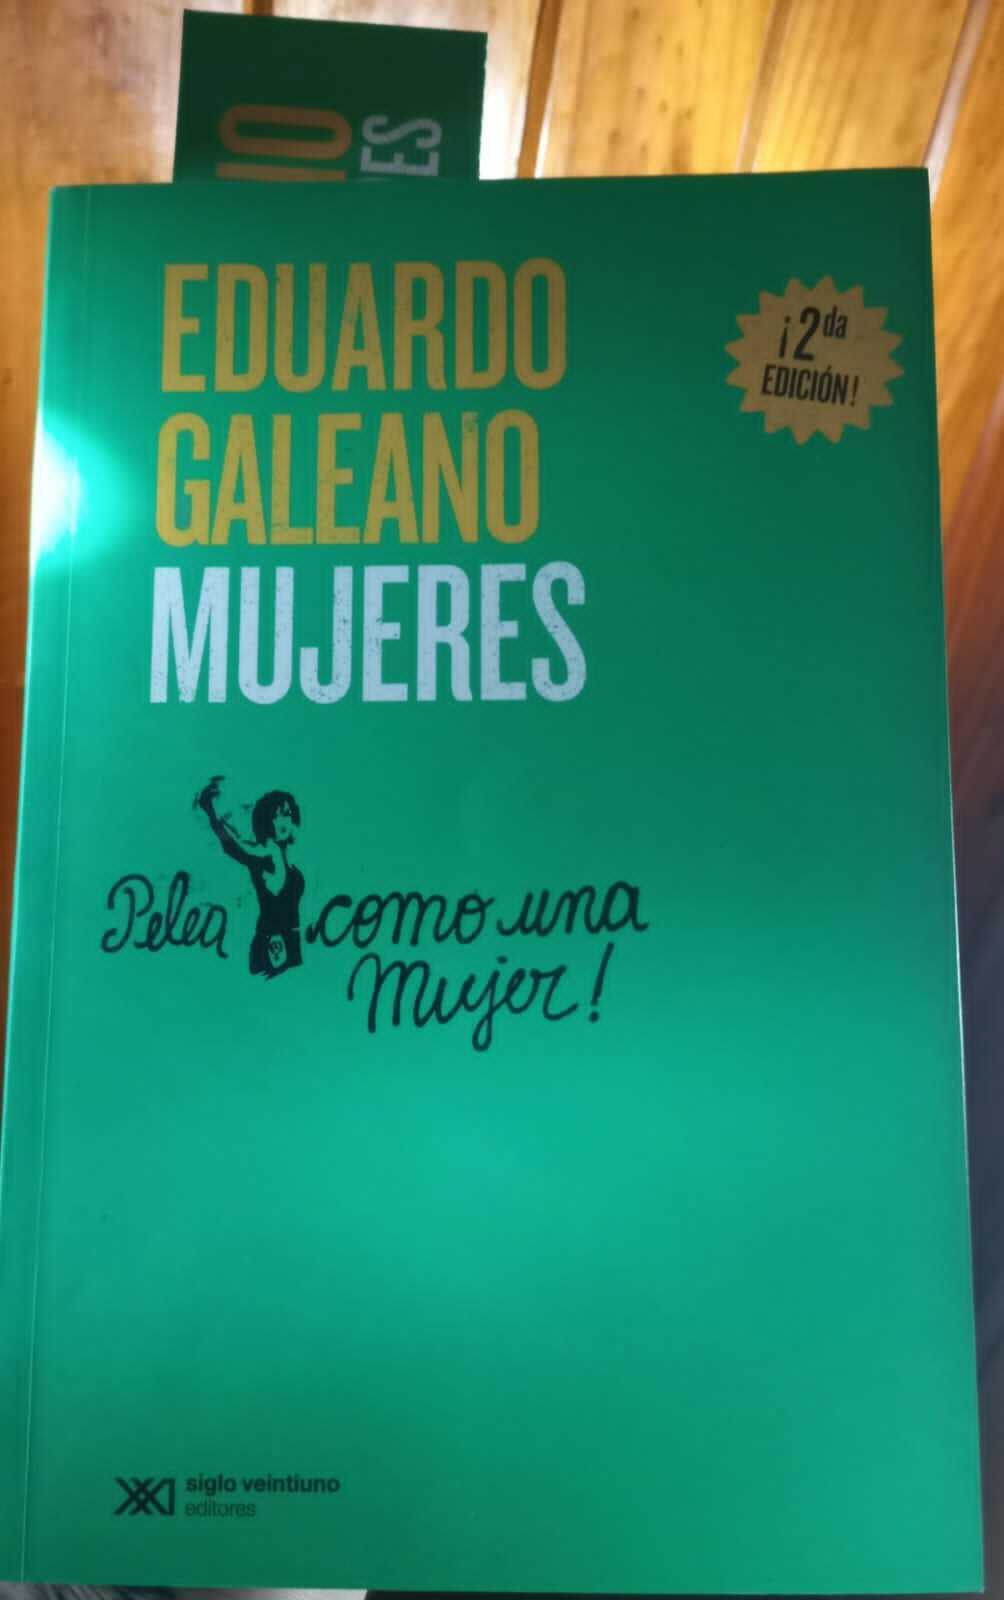 EDUARDO
GALEANO
MUJERES
¡2da
EDICIÓN!
Pelea como una
Mujer!
siglo veintiuno
editores